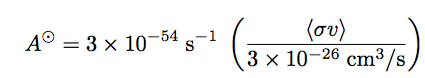 A^⊙ = 3 × 10^{−54} s^{−1} ( ⟨σv⟩ / 3 × 10^{−26} cm^3/s )